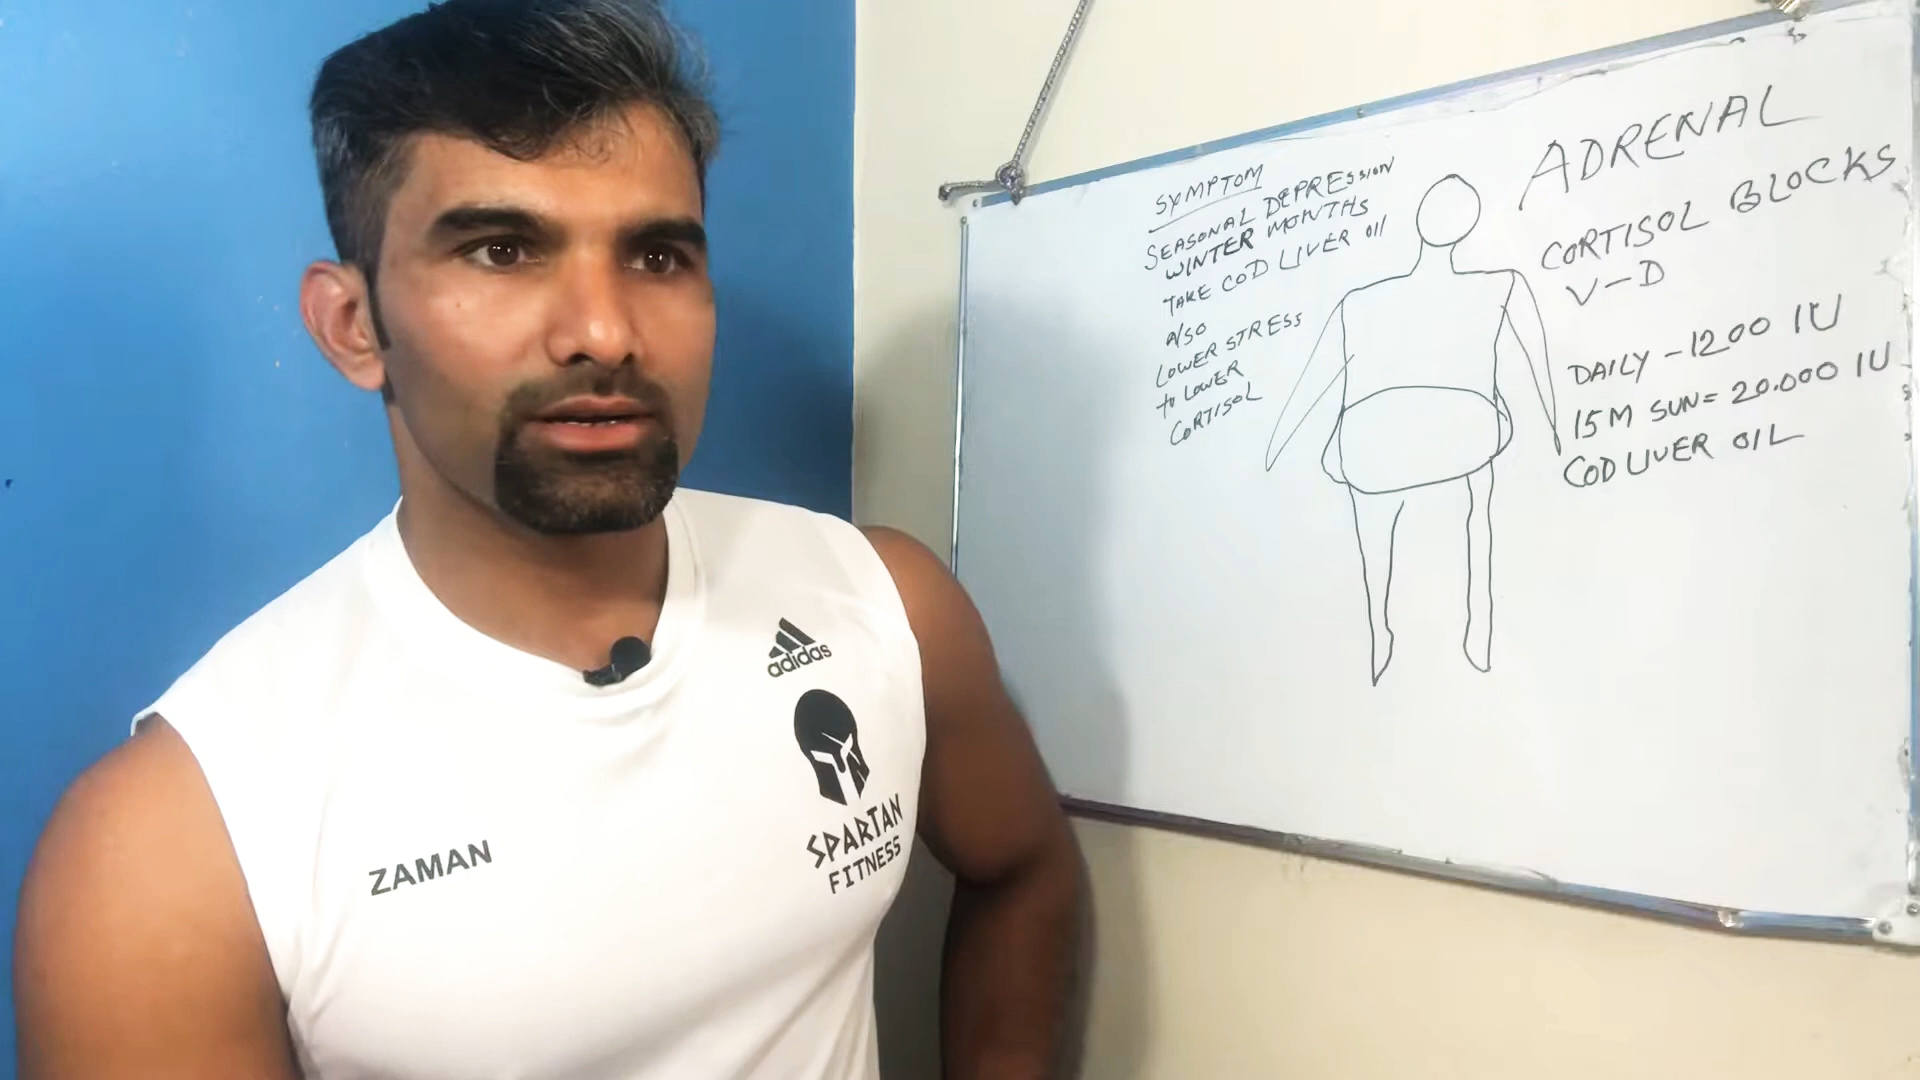 SYMPTOM
SEASONAL DEPRESSION
WINTER MONTHS
TAKE COD LIVER Oil
Also
LOWER STRESS
to LOWER
CORTISOL
ADRENAL
CORTISOL BLOCKS
V-D
DAILY - 1200 IU
15M SUN = 20.000 IU
COD LIVER OIL
adidas
SPARTAN
FITNESS
ZAMAN